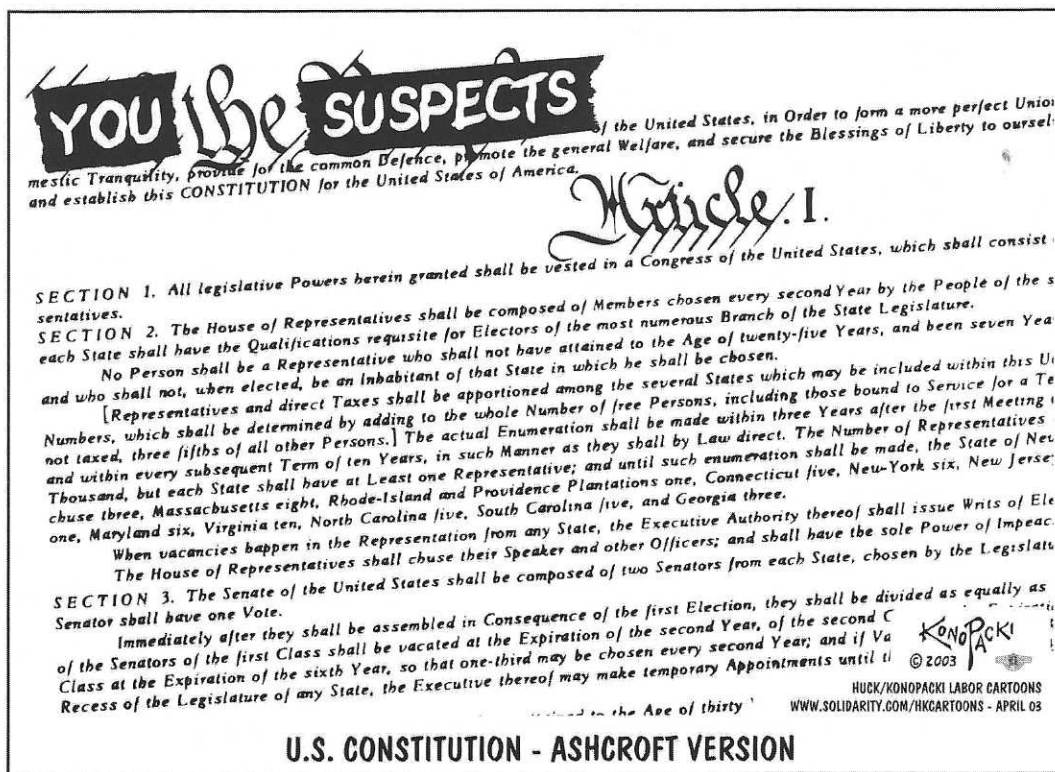 YOU the SUSPECTS
of the United States, in Order to form a more perfect Union
mestic Tranquility, provide for the common Defence, promote the general Welfare, and secure the Blessings of Liberty to oursel
and establish this CONSTITUTION for the United States of America.
Article. I.
SECTION 1. All legislative Powers herein granted shall be vested in a Congress of the United States, which shall consist
sentatives.
SECTION 2. The House of Representatives shall be composed of Members chosen every second Year by the People of the s
each State shall have the Qualifications requisite for Electors of the most numerous Branch of the State Legislature.
No Person shall be a Representative who shall not have attained to the Age of twenty-five Years, and been seven Yea
and who shall not, when elected, be an Inhabitant of that State in which he shall be chosen.
[Representatives and direct Taxes shall be apportioned among the several States which may be included within this U
Numbers, which shall be determined by adding to the whole Number of free Persons, including those bound to Service for a Te
not taxed, three fifths of all other Persons.] The actual Enumeration shall be made within three Years after the first Meeting
and within every subsequent Term of ten Years, in such Manner as they shall by Law direct. The Number of Representatives
Thousand, but each State shall have at Least one Representative; and until such enumeration shall be made, the State of Ne
chuse three, Massachusetts eight, Rhode-Island and Providence Plantations one, Connecticut five, New-York six, New Jerse
one, Maryland six, Virginia ten, North Carolina five, South Carolina five, and Georgia three.
When vacancies happen in the Representation from any State, the Executive Authority thereof shall issue Writs of Ele
The House of Representatives shall chuse their Speaker and other Officers; and shall have the sole Power of Impeac
SECTION 3. The Senate of the United States shall be composed of two Senators from each State, chosen by the Legislatu
Senator shall have one Vote.
Immediately after they shall be assembled in Consequence of the first Election, they shall be divided as equally as
of the Senators of the first Class shall be vacated at the Expiration of the second Year, of the second C
Class at the Expiration of the sixth Year, so that one-third may be chosen every second Year; and if Va
Recess of the Legislature of any State, the Executive thereof may make temporary Appointments until t
to the Age of thirty
KONOPACKI
© 2003
HUCK/KONOPACKI LABOR CARTOONS
WWW.SOLIDARITY.COM/HKCARTOONS - APRIL 03
U.S. CONSTITUTION - ASHCROFT VERSION